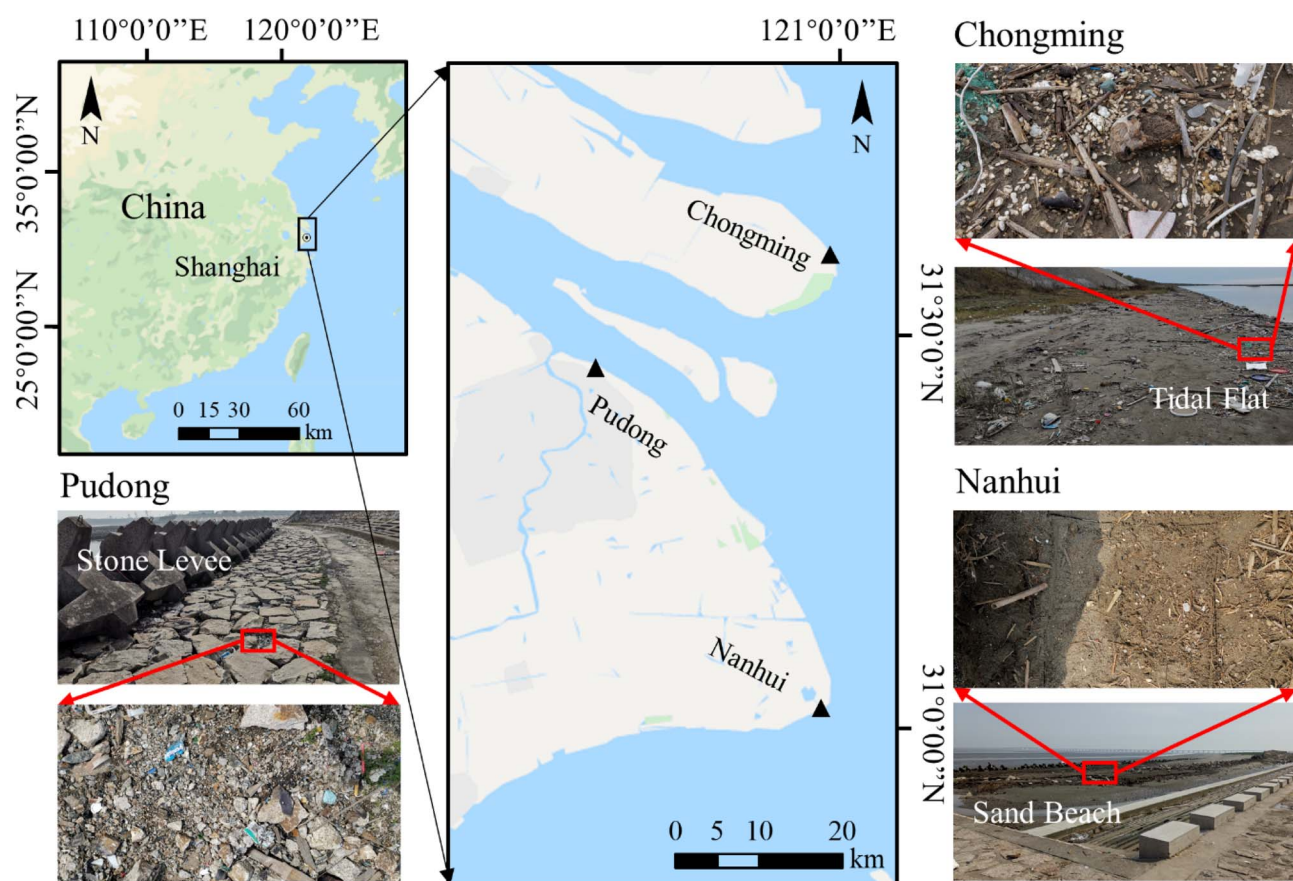 110°0'0”E
120°0'0”E
121°0'0”E
Chongming
N
35°0'0”N
25°0'0”N
China
Shanghai
0 15 30 60
km
N
Chongming
Pudong
Nanhui
31°30'0”N
31°0'0”N
0 5 10 20
km
Tidal Flat
Pudong
Stone Levee
Nanhui
Sand Beach